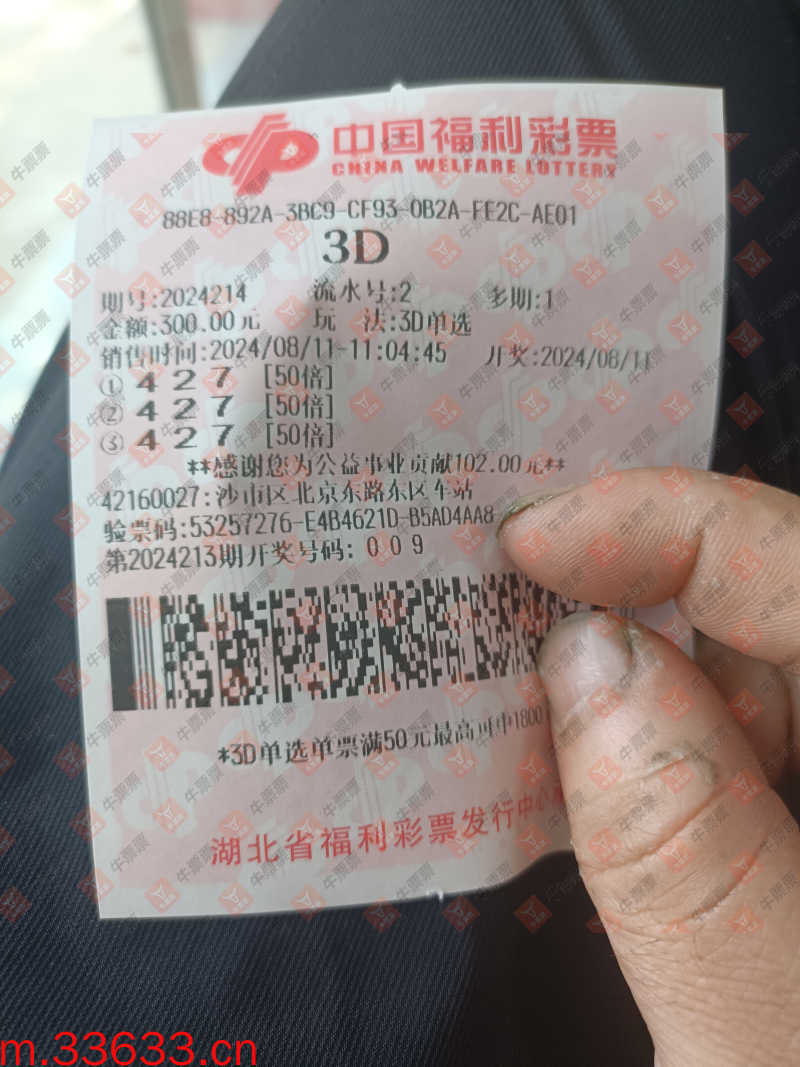 中国福利彩票
CHINA WELFARE LOTTERY
88E8-892A-3BC9-CF93-0B2A-FE2C-AE01
3D
期号:2024214 流水号:2 多期:1
金额:300.00元 玩 法:3D单选
销售时间:2024/08/11-11:04:45 开奖:2024/08/11
① 4 2 7 [50倍]
② 4 2 7 [50倍]
③ 4 2 7 [50倍]
**感谢您为公益事业贡献102.00元**
42160027:沙市区北京东路东区车站
验票码:53257276-E4B4621D-B5AD4AA8
第2024213期开奖号码: 0 0 9
*3D单选单票满50元最高可中1800
湖北省福利彩票发行中心
牛票票
m.33633.cn